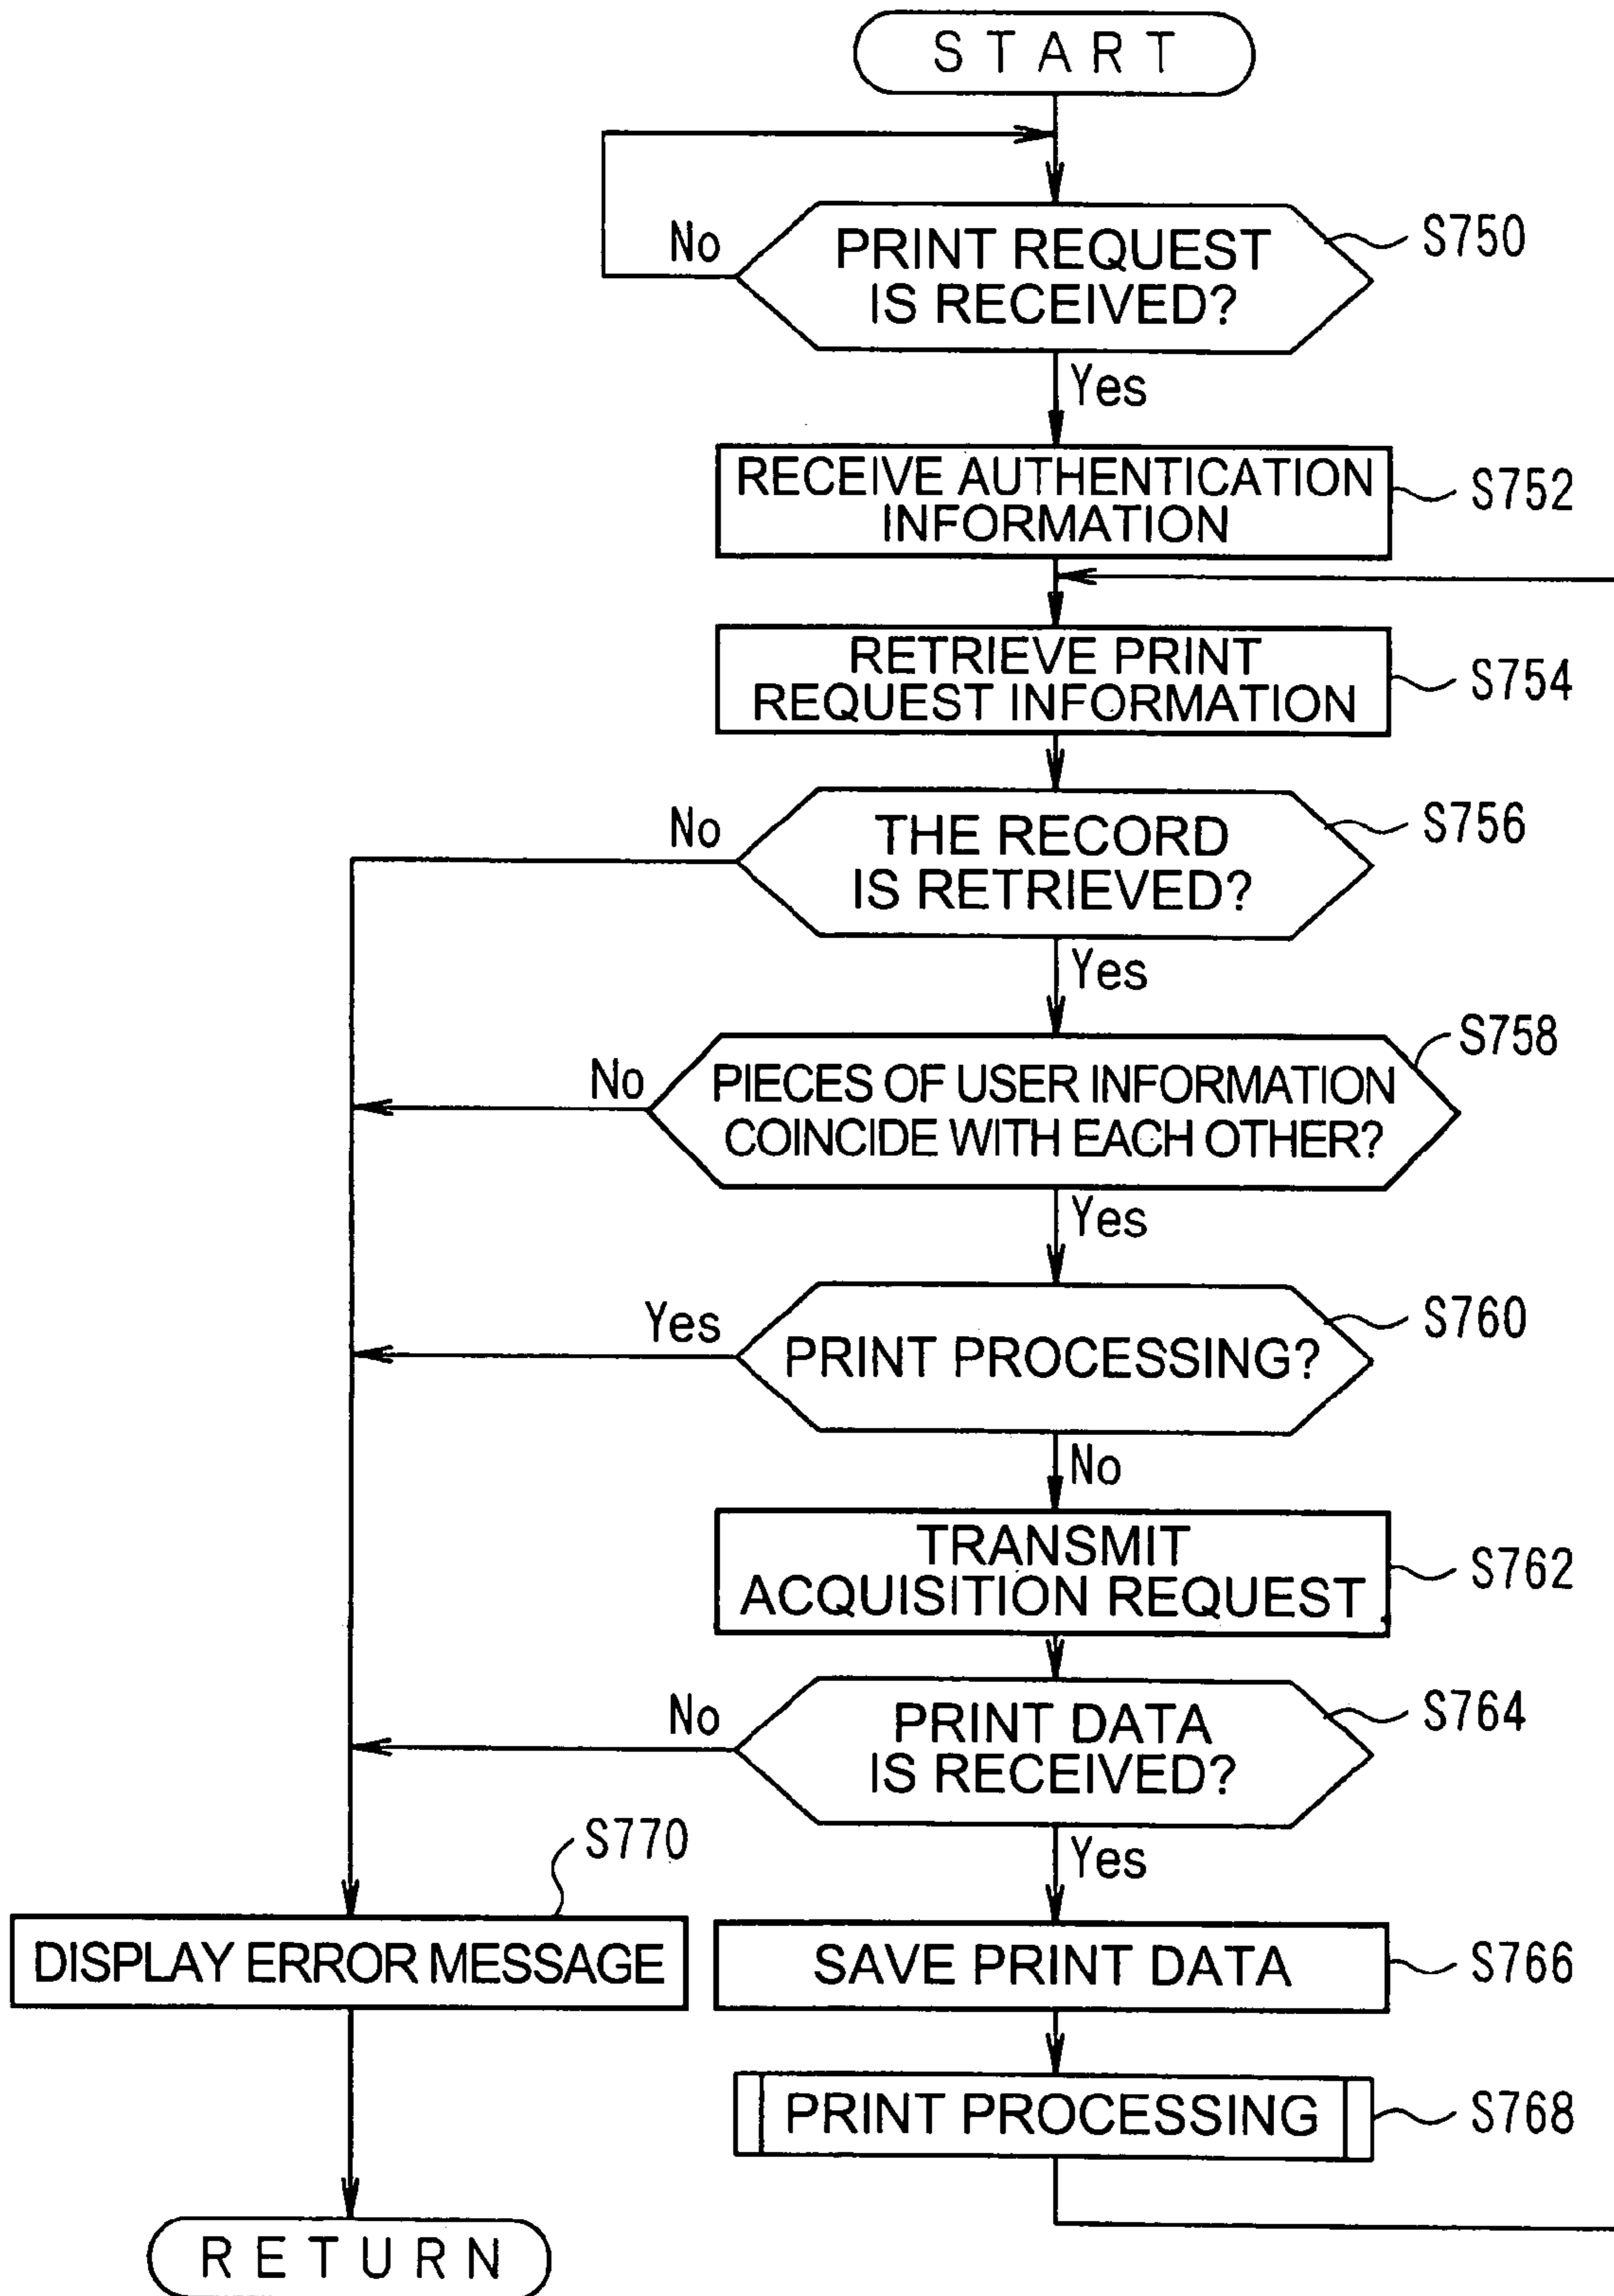 START
No
PRINT REQUEST
IS RECEIVED?
S750
Yes
RECEIVE AUTHENTICATION
INFORMATION
S752
RETRIEVE PRINT
REQUEST INFORMATION
S754
No
THE RECORD
IS RETRIEVED?
S756
Yes
No
PIECES OF USER INFORMATION
COINCIDE WITH EACH OTHER?
S758
Yes
Yes
PRINT PROCESSING?
S760
No
TRANSMIT
ACQUISITION REQUEST
S762
No
PRINT DATA
IS RECEIVED?
S764
Yes
S770
DISPLAY ERROR MESSAGE
SAVE PRINT DATA
S766
PRINT PROCESSING
S768
RETURN